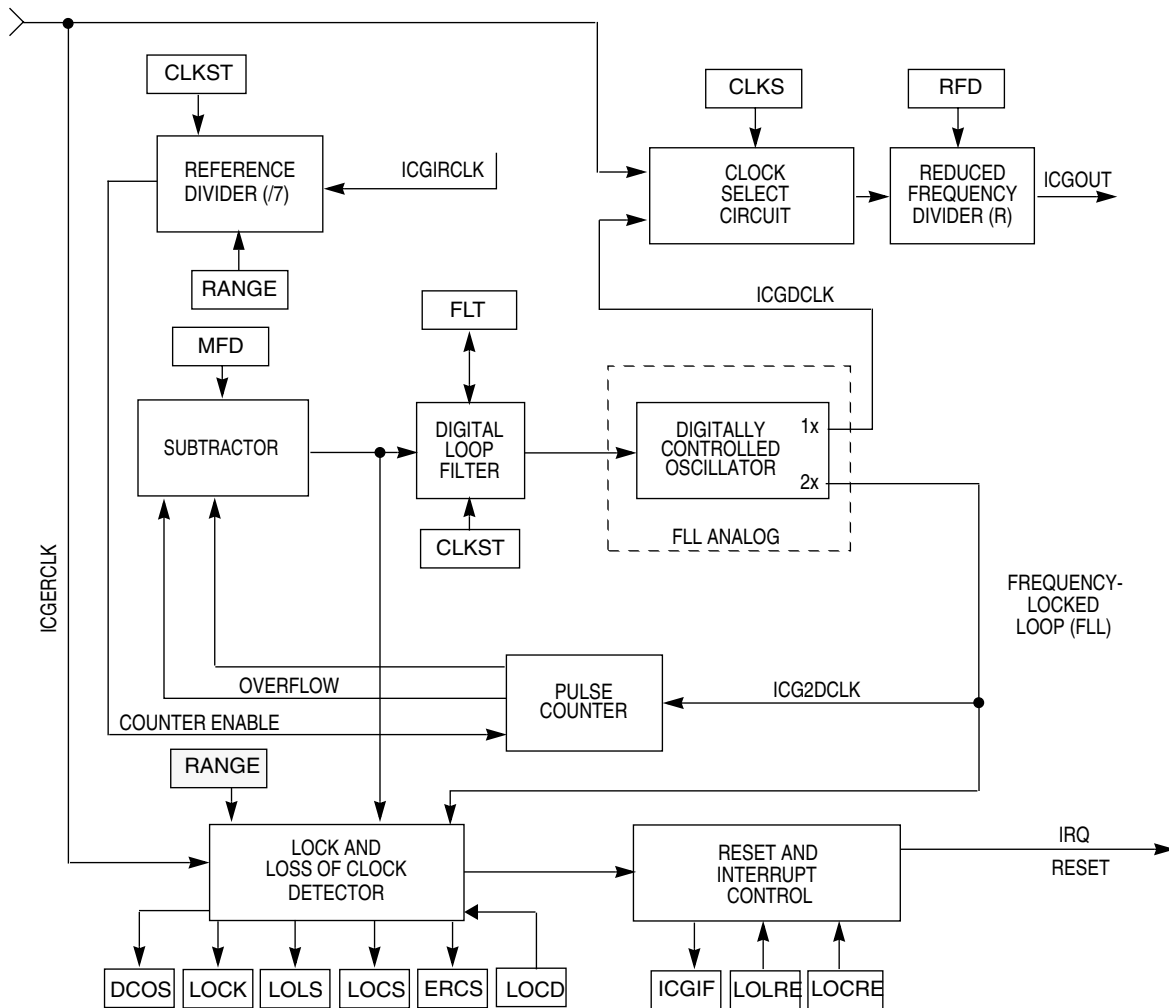 CLKST
CLKS
RFD
REFERENCE
DIVIDER (/7)
ICGIRCLK
CLOCK
SELECT
CIRCUIT
REDUCED
FREQUENCY
DIVIDER (R)
ICGOUT
RANGE
ICGDCLK
FLT
MFD
SUBTRACTOR
DIGITAL
LOOP
FILTER
DIGITALLY
CONTROLLED
OSCILLATOR
1x
2x
FLL ANALOG
CLKST
ICGERCLK
FREQUENCY-
LOCKED
LOOP (FLL)
OVERFLOW
PULSE
COUNTER
ICG2DCLK
COUNTER ENABLE
RANGE
LOCK AND
LOSS OF CLOCK
DETECTOR
RESET AND
INTERRUPT
CONTROL
IRQ
RESET
DCOS
LOCK
LOLS
LOCS
ERCS
LOCD
ICGIF
LOLRE
LOCRE